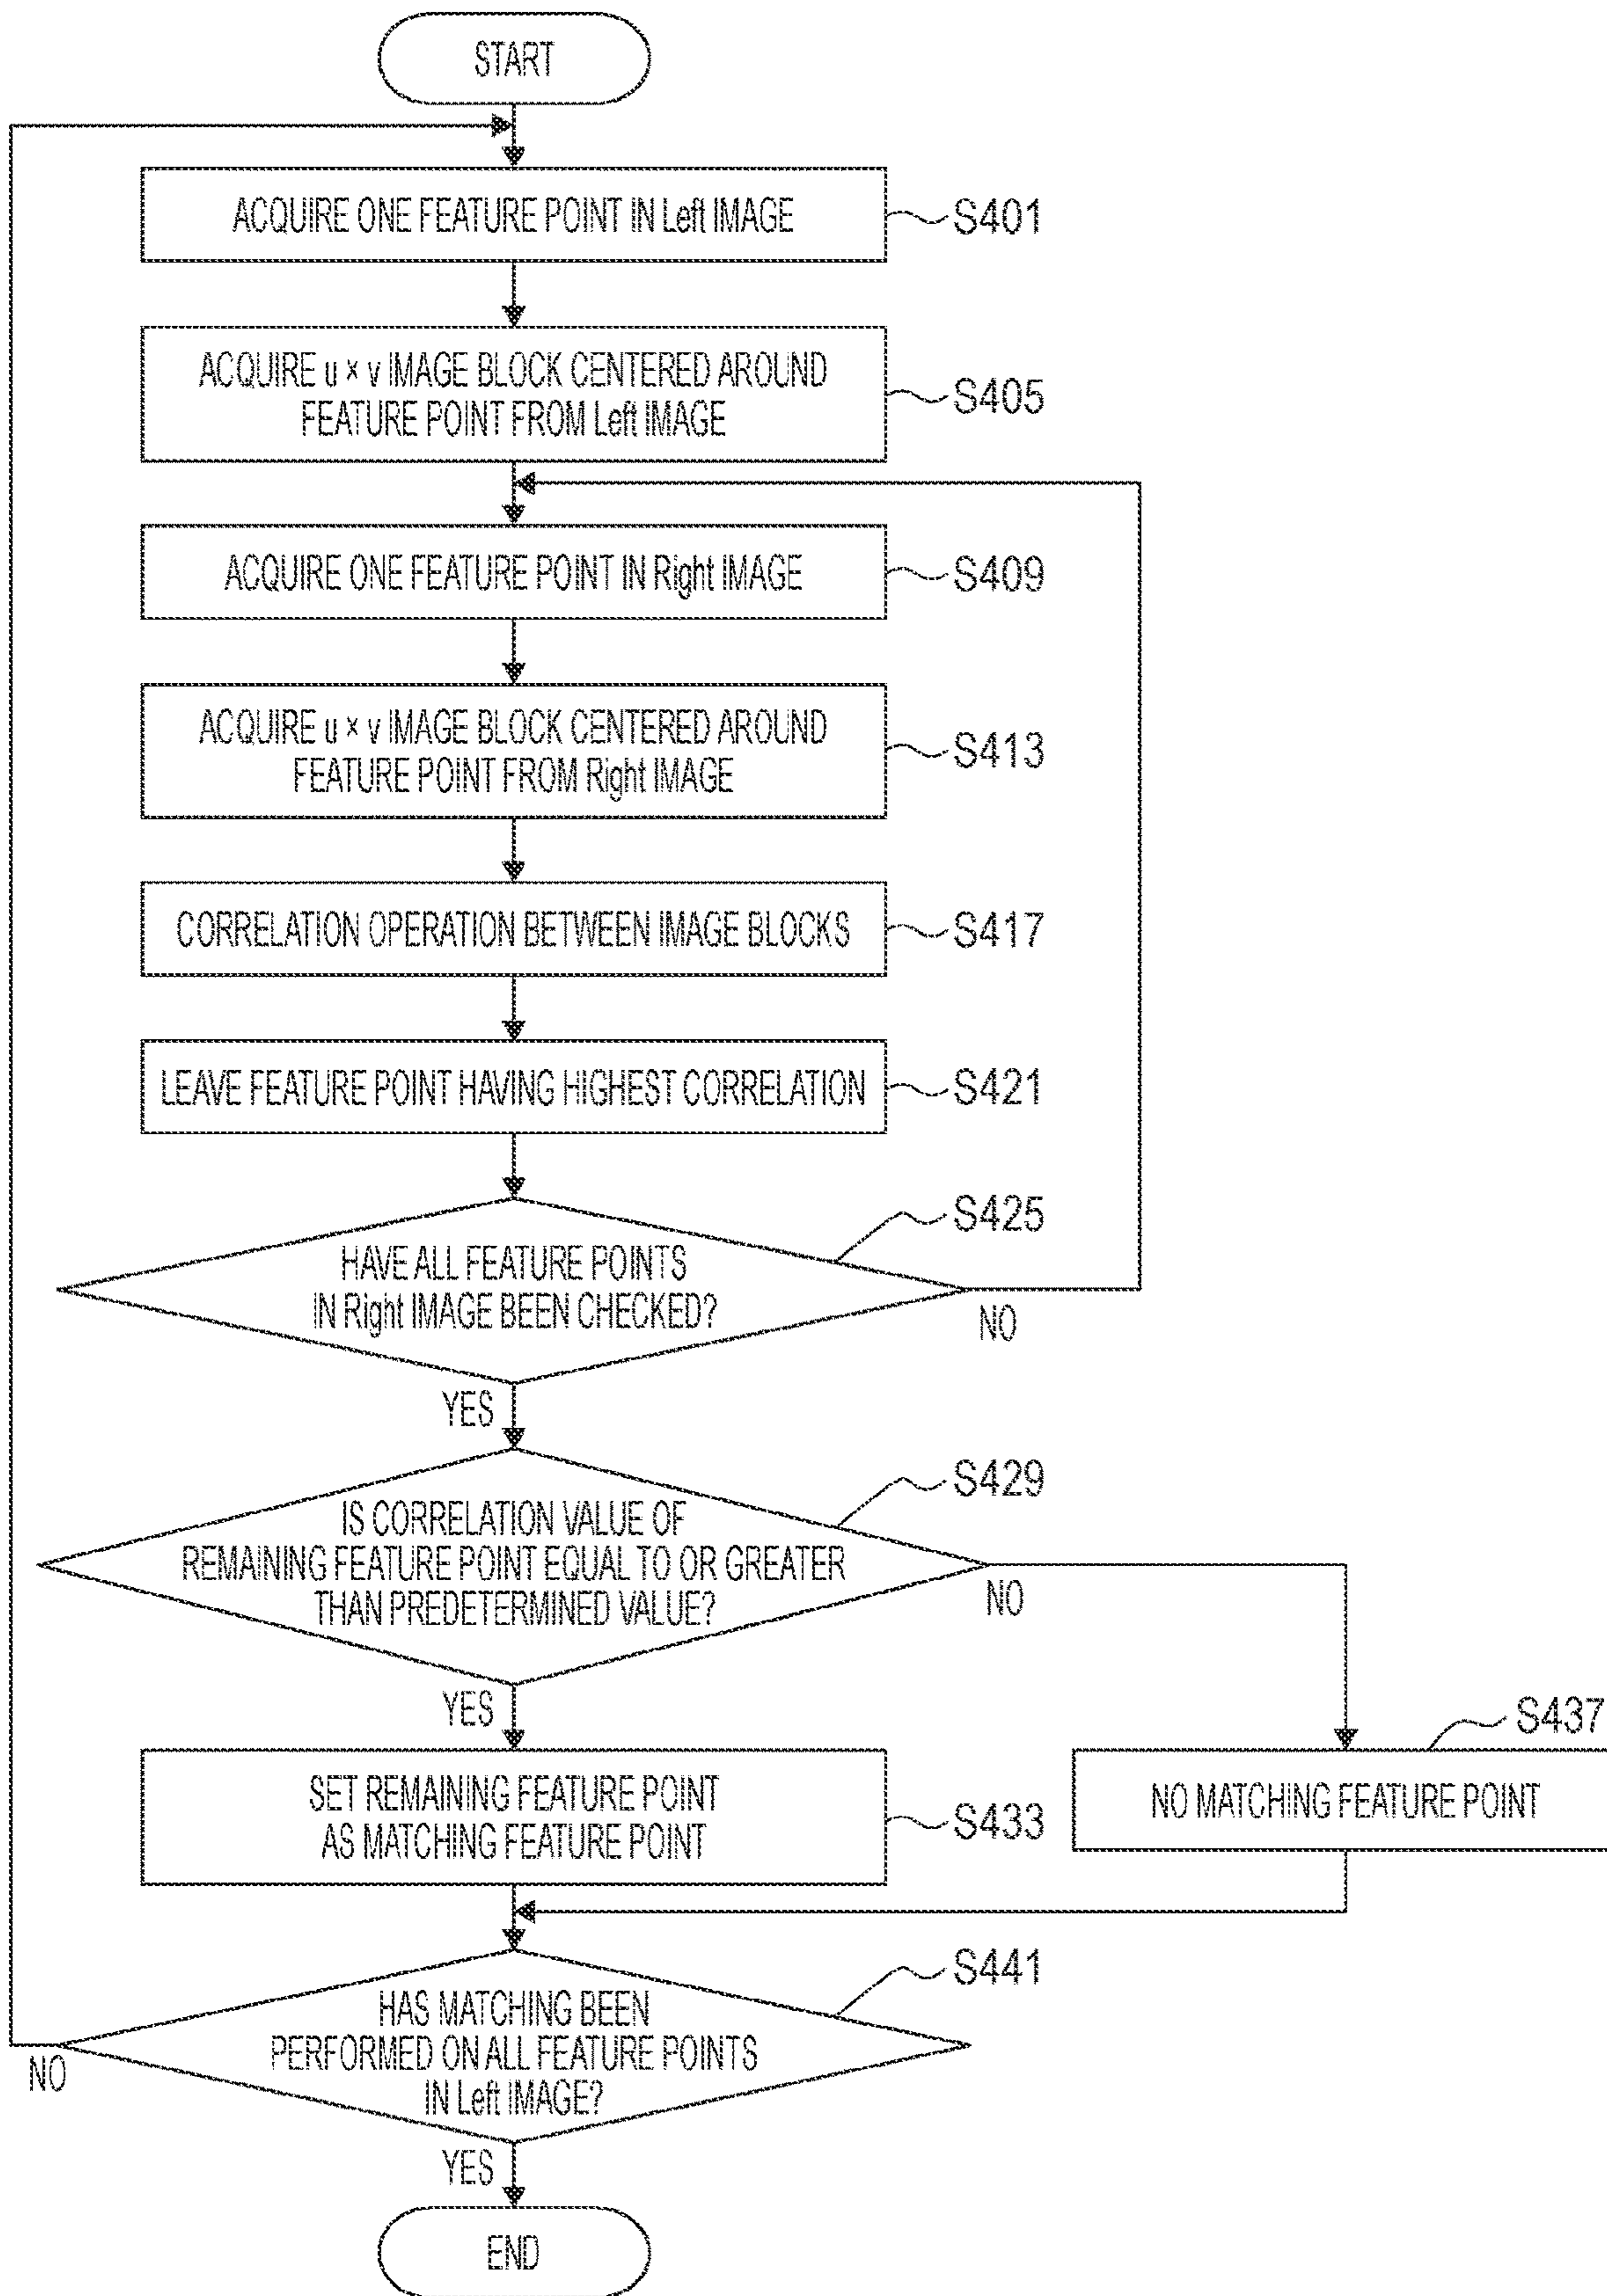 START
ACQUIRE ONE FEATURE POINT IN Left IMAGE
S401
ACQUIRE u × v IMAGE BLOCK CENTERED AROUND
FEATURE POINT FROM Left IMAGE
S405
ACQUIRE ONE FEATURE POINT IN Right IMAGE
S409
ACQUIRE u × v IMAGE BLOCK CENTERED AROUND
FEATURE POINT FROM Right IMAGE
S413
CORRELATION OPERATION BETWEEN IMAGE BLOCKS
S417
LEAVE FEATURE POINT HAVING HIGHEST CORRELATION
S421
S425
HAVE ALL FEATURE POINTS
IN Right IMAGE BEEN CHECKED?
NO
YES
S429
IS CORRELATION VALUE OF
REMAINING FEATURE POINT EQUAL TO OR GREATER
THAN PREDETERMINED VALUE?
NO
YES
S437
SET REMAINING FEATURE POINT
AS MATCHING FEATURE POINT
S433
NO MATCHING FEATURE POINT
S441
HAS MATCHING BEEN
PERFORMED ON ALL FEATURE POINTS
IN Left IMAGE?
NO
YES
END